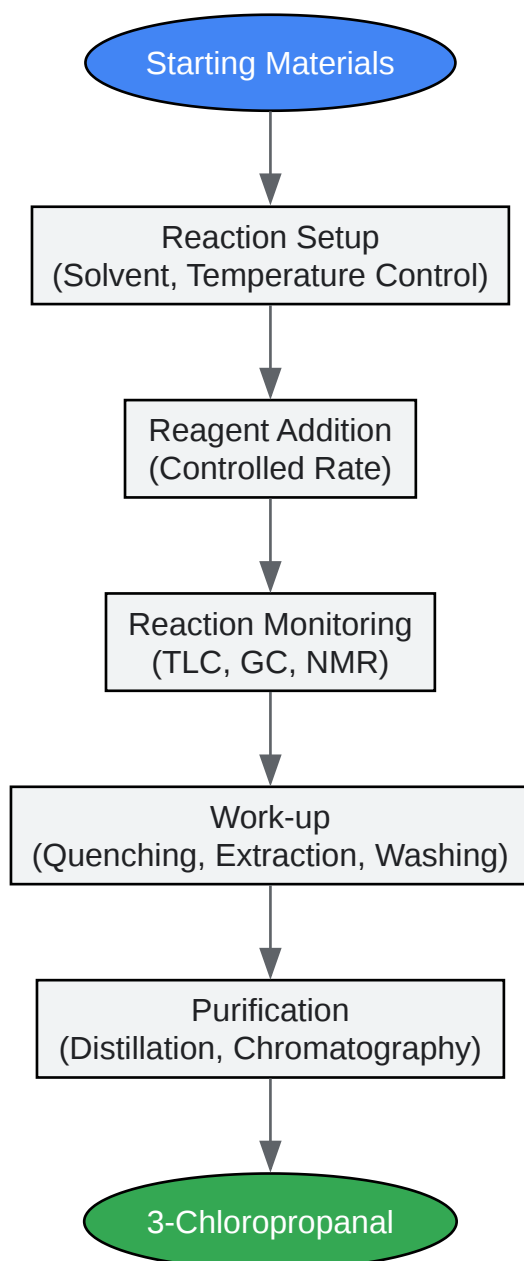 Starting Materials
Reaction Setup
(Solvent, Temperature Control)
Reagent Addition
(Controlled Rate)
Reaction Monitoring
(TLC, GC, NMR)
Work-up
(Quenching, Extraction, Washing)
Purification
(Distillation, Chromatography)
3-Chloropropanal